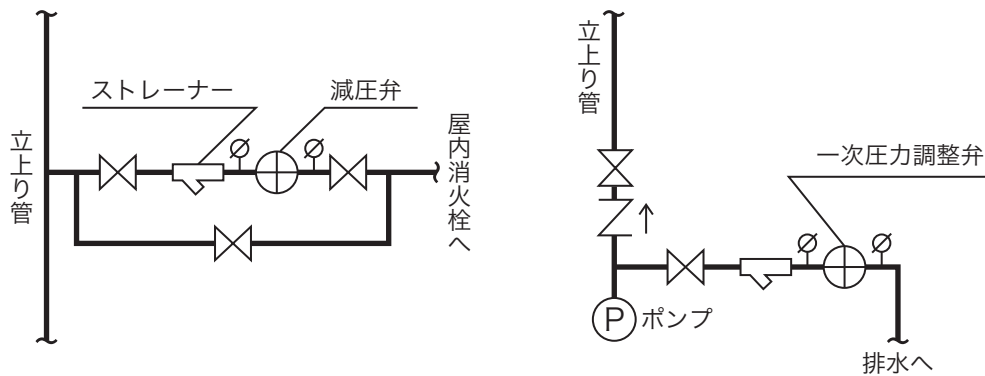 立上り管
ストレーナー
減圧弁
屋内消火栓へ
立上り管
一次圧力調整弁
P
ポンプ
排水へ